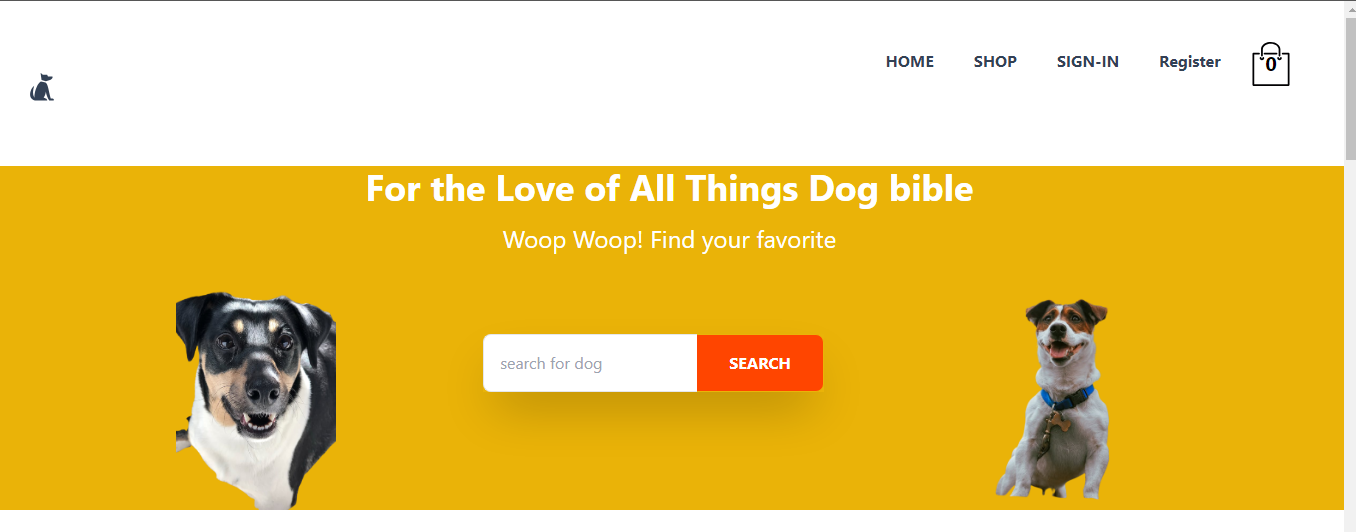 HOME SHOP SIGN-IN Register 0
For the Love of All Things Dog bible
Woop Woop! Find your favorite
search for dog SEARCH